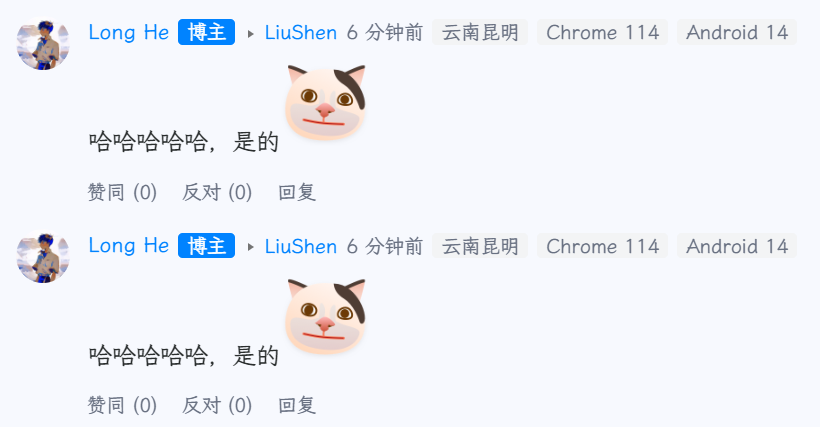 Long He 博主 ▸ LiuShen 6 分钟前 云南昆明 Chrome 114 Android 14
哈哈哈哈哈，是的
赞同 (0) 反对 (0) 回复
Long He 博主 ▸ LiuShen 6 分钟前 云南昆明 Chrome 114 Android 14
哈哈哈哈哈，是的
赞同 (0) 反对 (0) 回复